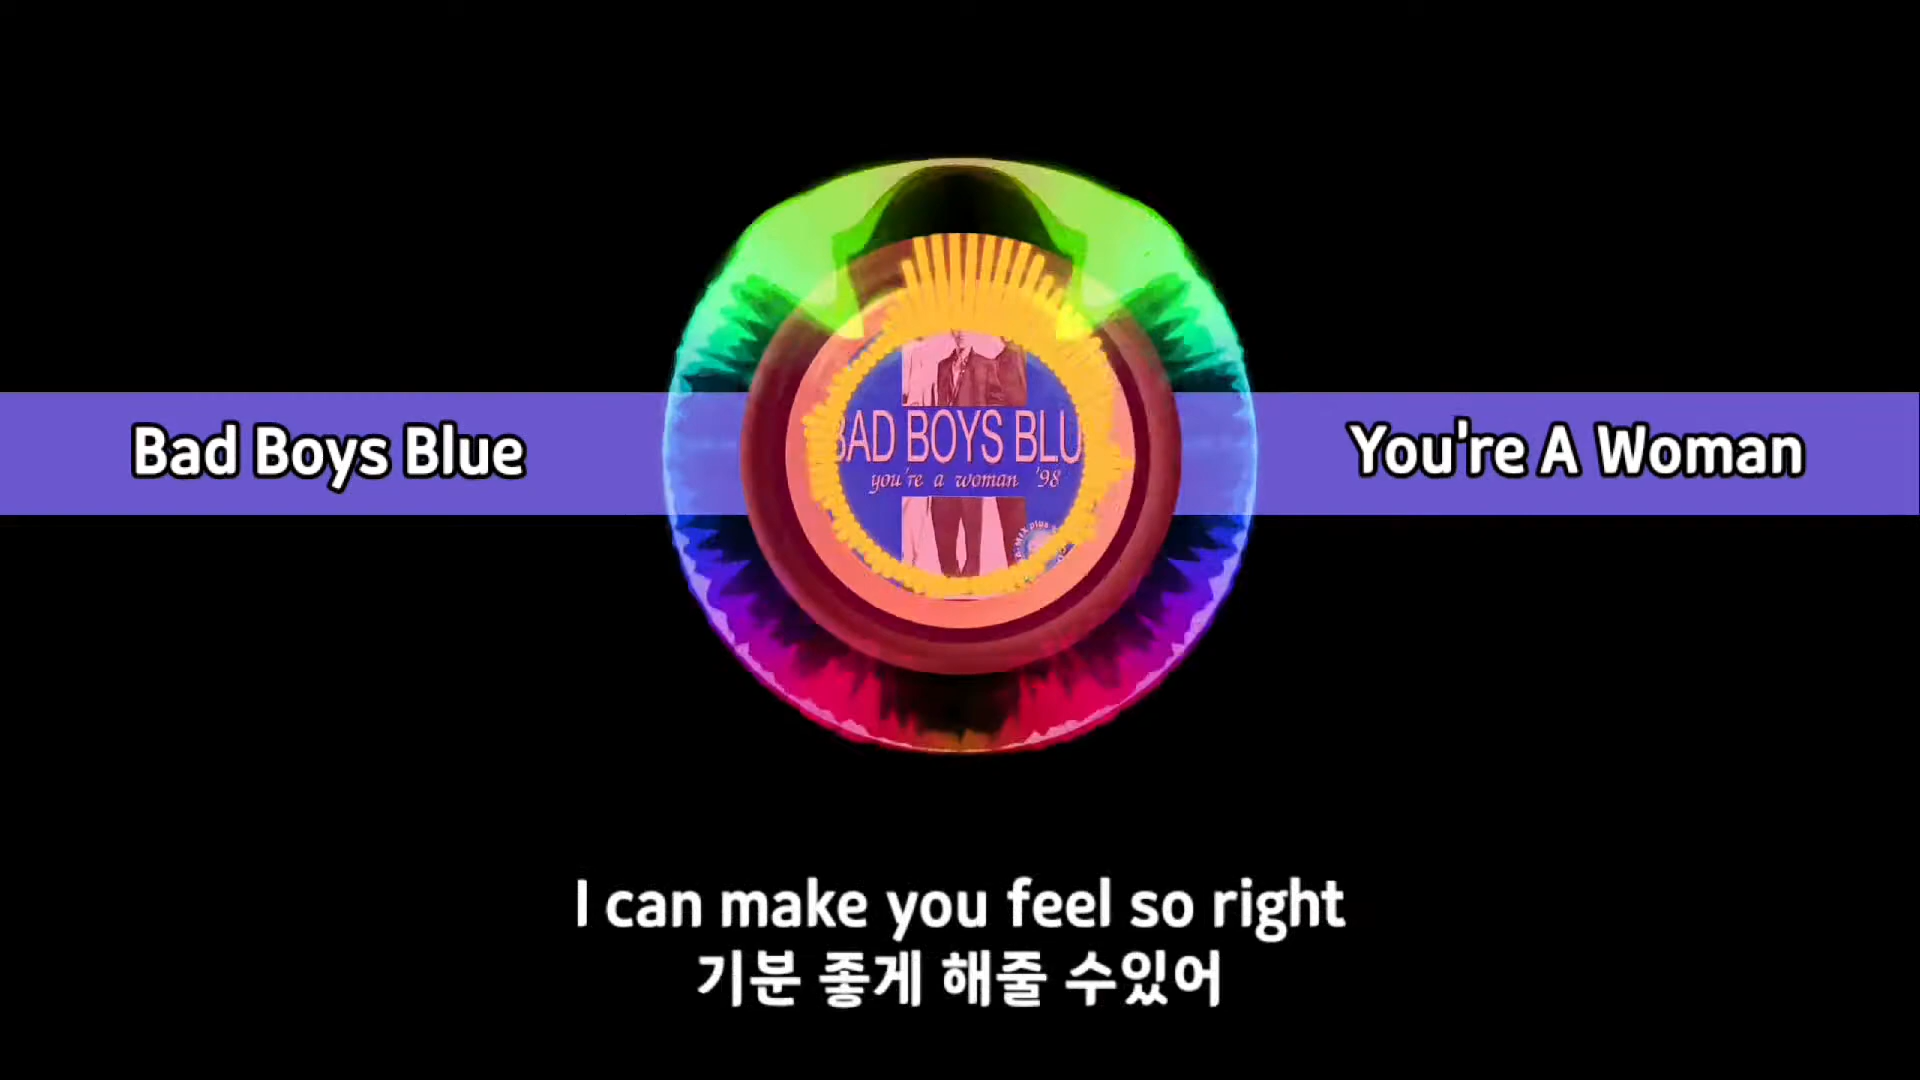 Bad Boys Blue
You're A Woman
BAD BOYS BLU
you're a woman '98
I can make you feel so right
기분 좋게 해줄 수있어